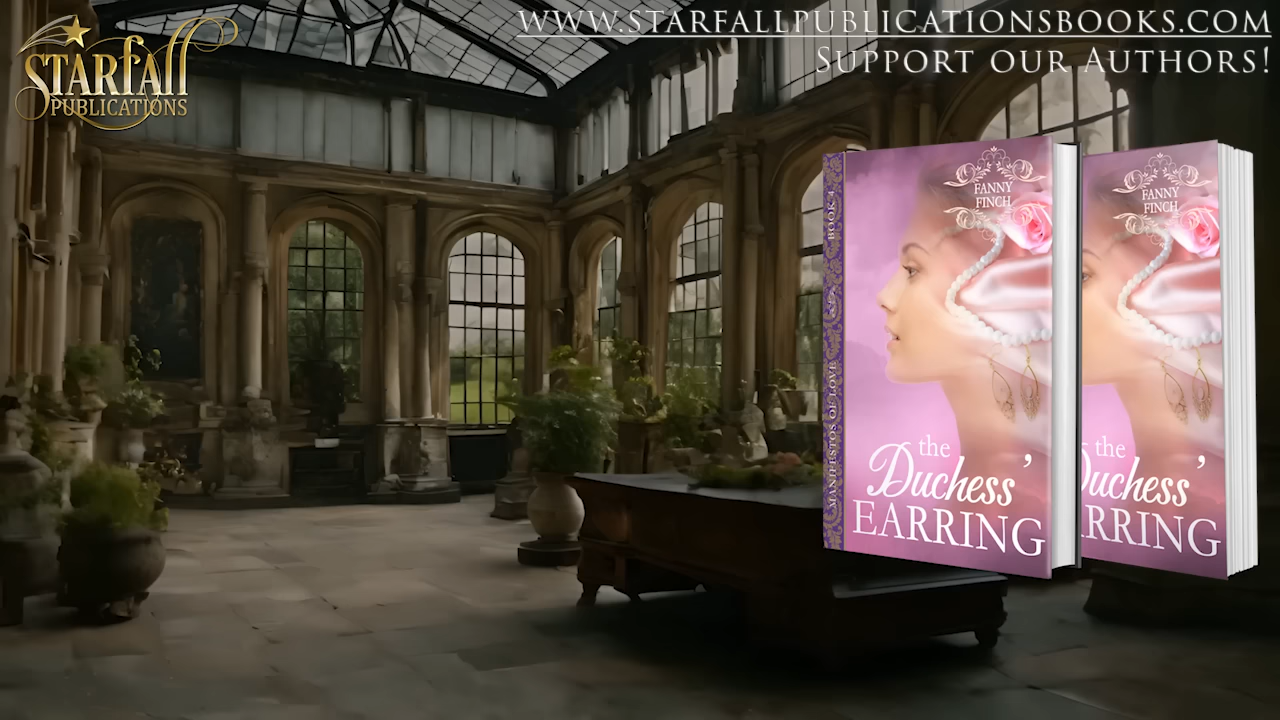 STARfall
PUBLICATIONS
WWW.STARFALLPUBLICATIONSBOOKS.COM
SUPPORT OUR AUTHORS!
BOOK 4
MANIFESTOS OF LOVE
FANNY
FINCH
the
Duchess'
EARRING
FANNY
FINCH
the
Duchess'
RRING